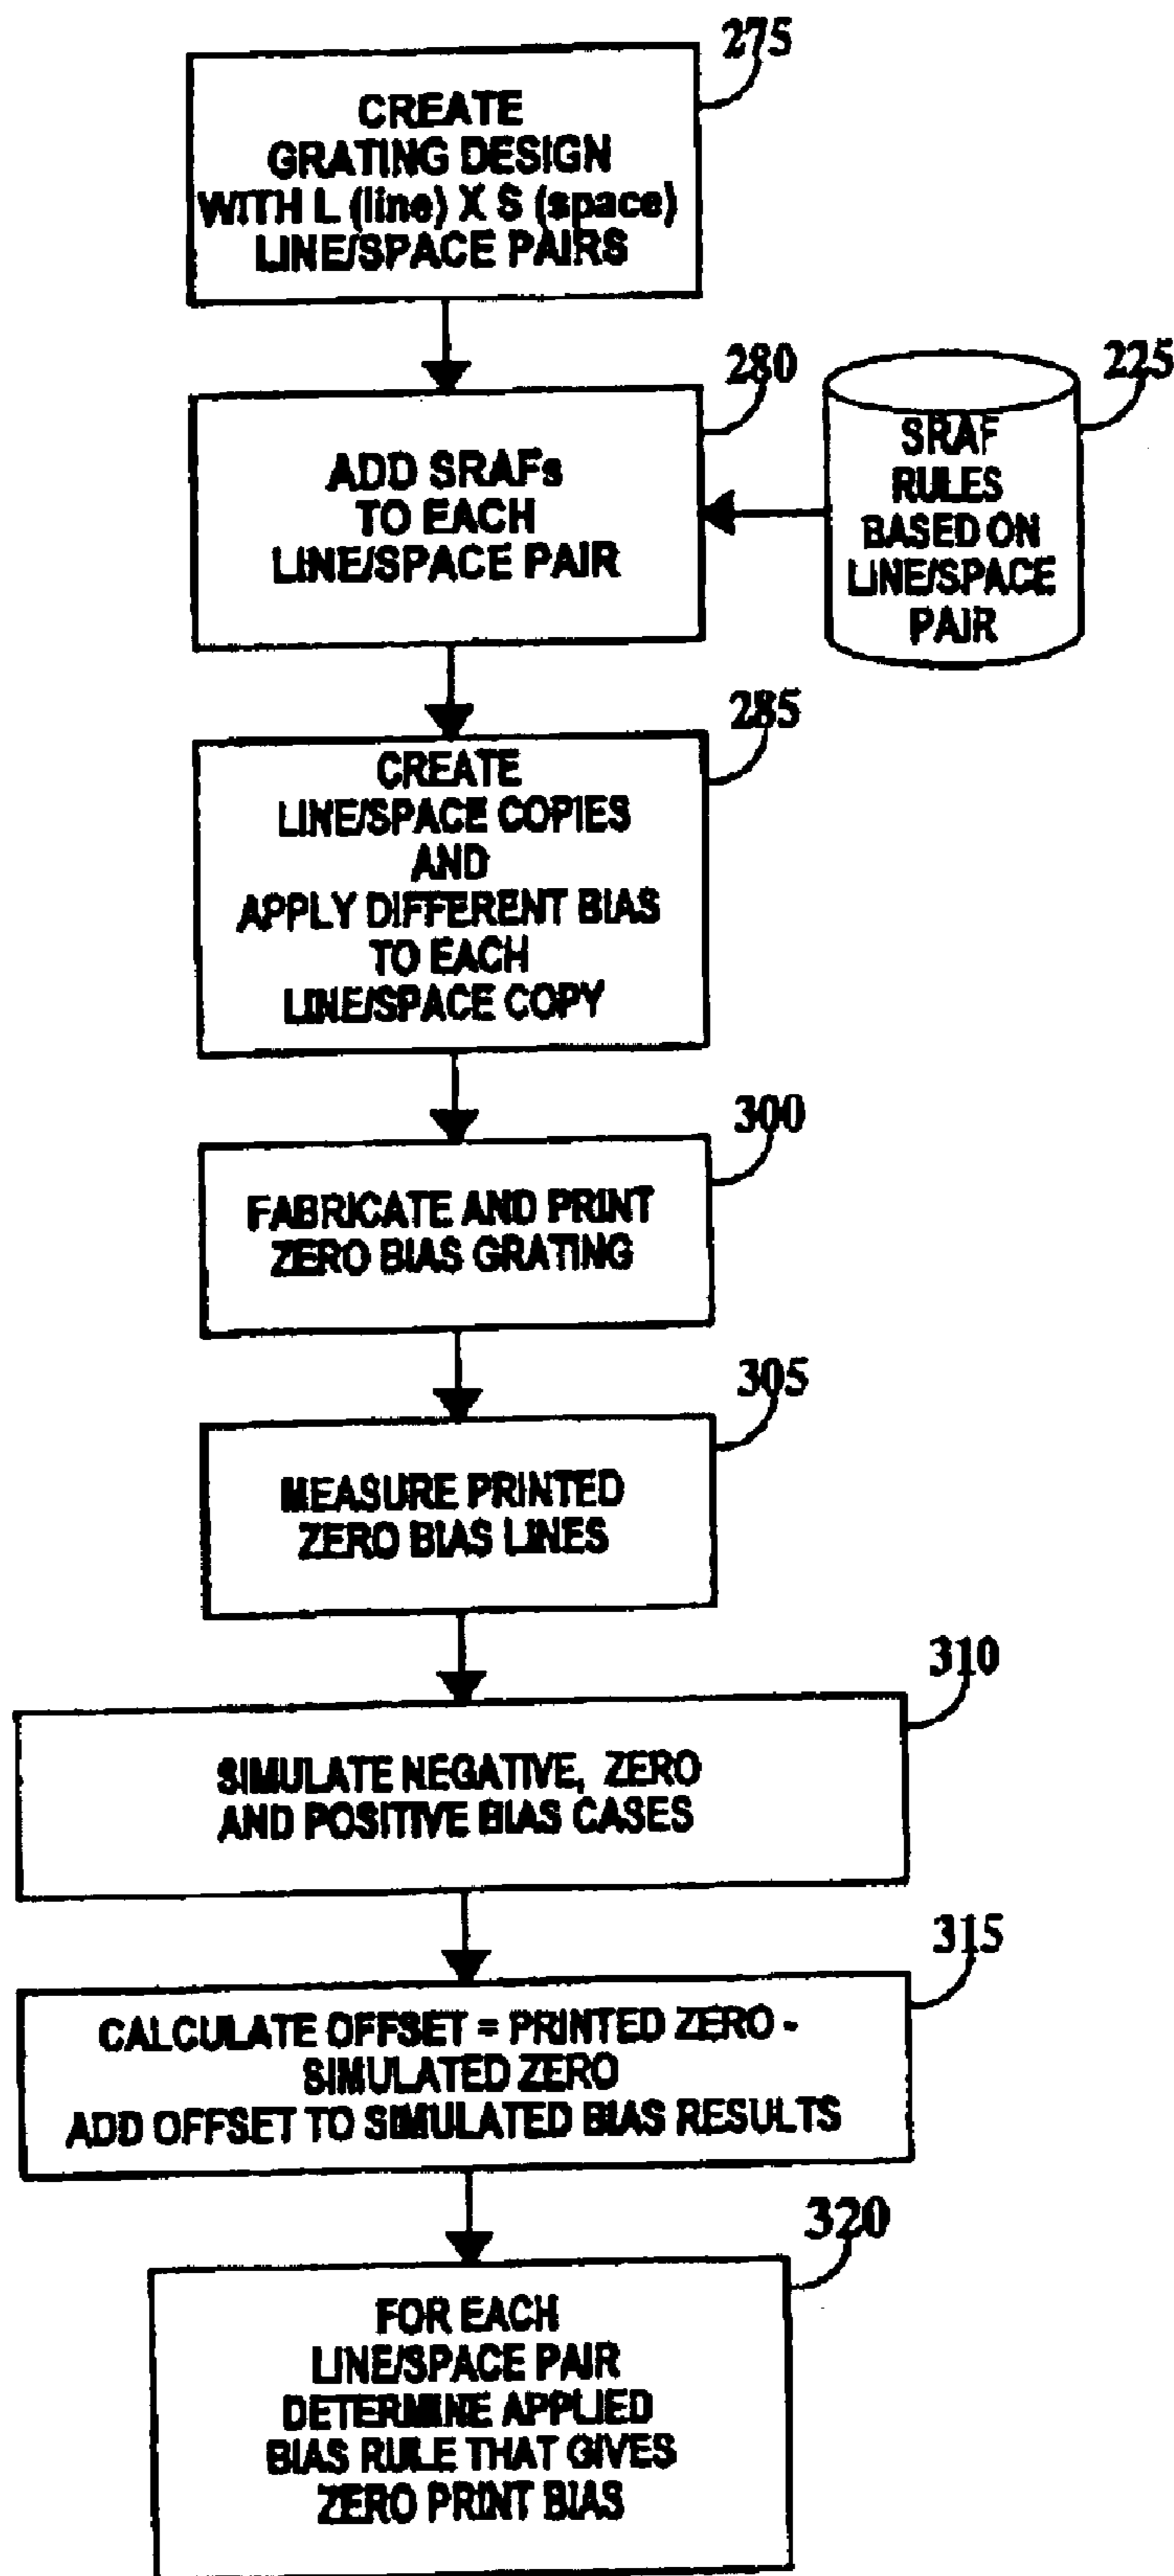 275
CREATE
GRATING DESIGN
WITH L (line) X S (space)
LINE/SPACE PAIRS
280
ADD SRAFs
TO EACH
LINE/SPACE PAIR
225
SRAF
RULES
BASED ON
LINE/SPACE
PAIR
285
CREATE
LINE/SPACE COPIES
AND
APPLY DIFFERENT BIAS
TO EACH
LINE/SPACE COPY
300
FABRICATE AND PRINT
ZERO BIAS GRATING
305
MEASURE PRINTED
ZERO BIAS LINES
310
SIMULATE NEGATIVE, ZERO
AND POSITIVE BIAS CASES
315
CALCULATE OFFSET = PRINTED ZERO -
SIMULATED ZERO
ADD OFFSET TO SIMULATED BIAS RESULTS
320
FOR EACH
LINE/SPACE PAIR
DETERMINE APPLIED
BIAS RULE THAT GIVES
ZERO PRINT BIAS